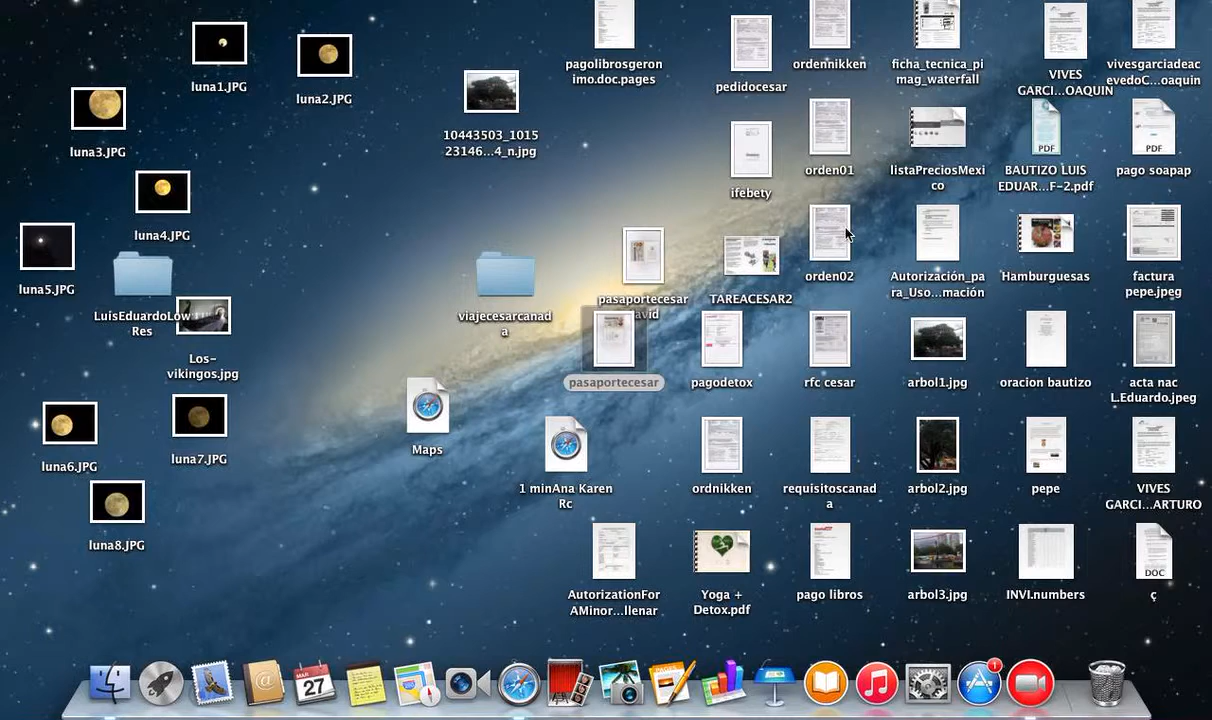 luna1.JPG
luna2.JPG
luna3.JPG
luna4.JPG
luna5.JPG
LuisEduardoLow
Res
Los-
vikingos.jpg
luna6.JPG
luna7.JPG
luna8.JPG
10443503_1015
23146...4_n.jpg
viajecesarcanad
a
Maps
1 minAna Karen
Rc
pagolibrosgeron
imo.doc.pages
pasaportecesar
pasaportecesar
AutorizationFor
AMinor...llenar
pedidocesar
ifebety
TAREACESAR2
pagodetox
ordnikken
Yoga +
Detox.pdf
ordennikken
orden01
orden02
rfc cesar
requisitoscanad
a
pago libros
ficha_tecnica_pi
mag_waterfall
listaPreciosMexi
co
Autorización_pa
ra_Uso...mación
arbol1.jpg
arbol2.jpg
arbol3.jpg
VIVES
GARCI...OAQUIN
PDF
BAUTIZO LUIS
EDUAR...F-2.pdf
Hamburguesas
oracion bautizo
pepe
INVI.numbers
vivesgarciadeac
evedoC...oaquin
PDF
pago soapap
factura
pepe.jpeg
acta nac
L.Eduardo.jpeg
VIVES
GARCI...ARTURO
DOC
ç
MAR
27
PAGES
1